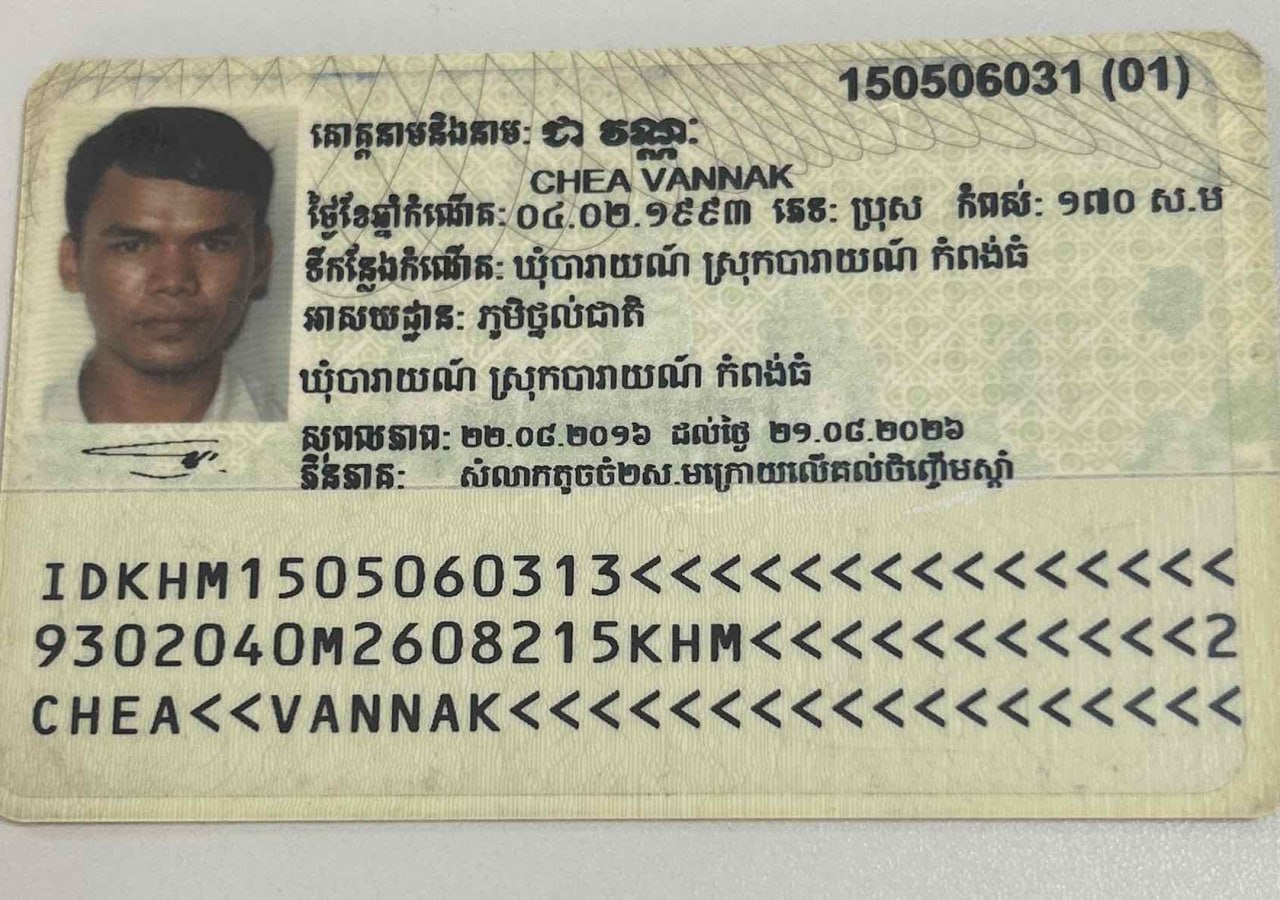 150506031 (01)
គោត្តនាមនិងនាម: ជា វណ្ណៈ
CHEA VANNAK
ថ្ងៃខែឆ្នាំកំណើត: ០៤.០២.១៩៩៣ ភេទ: ប្រុស កំពស់: ១៧០ ស.ម
ទីកន្លែងកំណើត: ឃុំបារាយណ៍ ស្រុកបារាយណ៍ កំពង់ធំ
អាសយដ្ឋាន: ភូមិថ្នល់ជាតិ
ឃុំបារាយណ៍ ស្រុកបារាយណ៍ កំពង់ធំ
សុពលភាព: ២២.០៨.២០១៦ ដល់ថ្ងៃ ២១.០៨.២០២៦
ភិនភាគ: សំលាកតូចចំ២ស.មក្រោយលើគល់ចិញ្ចើមស្តាំ
IDKHM1505060313<<<<<<<<<<<<<<<
9302040M2608215KHM<<<<<<<<<<<2
CHEA<<VANNAK<<<<<<<<<<<<<<<<<<